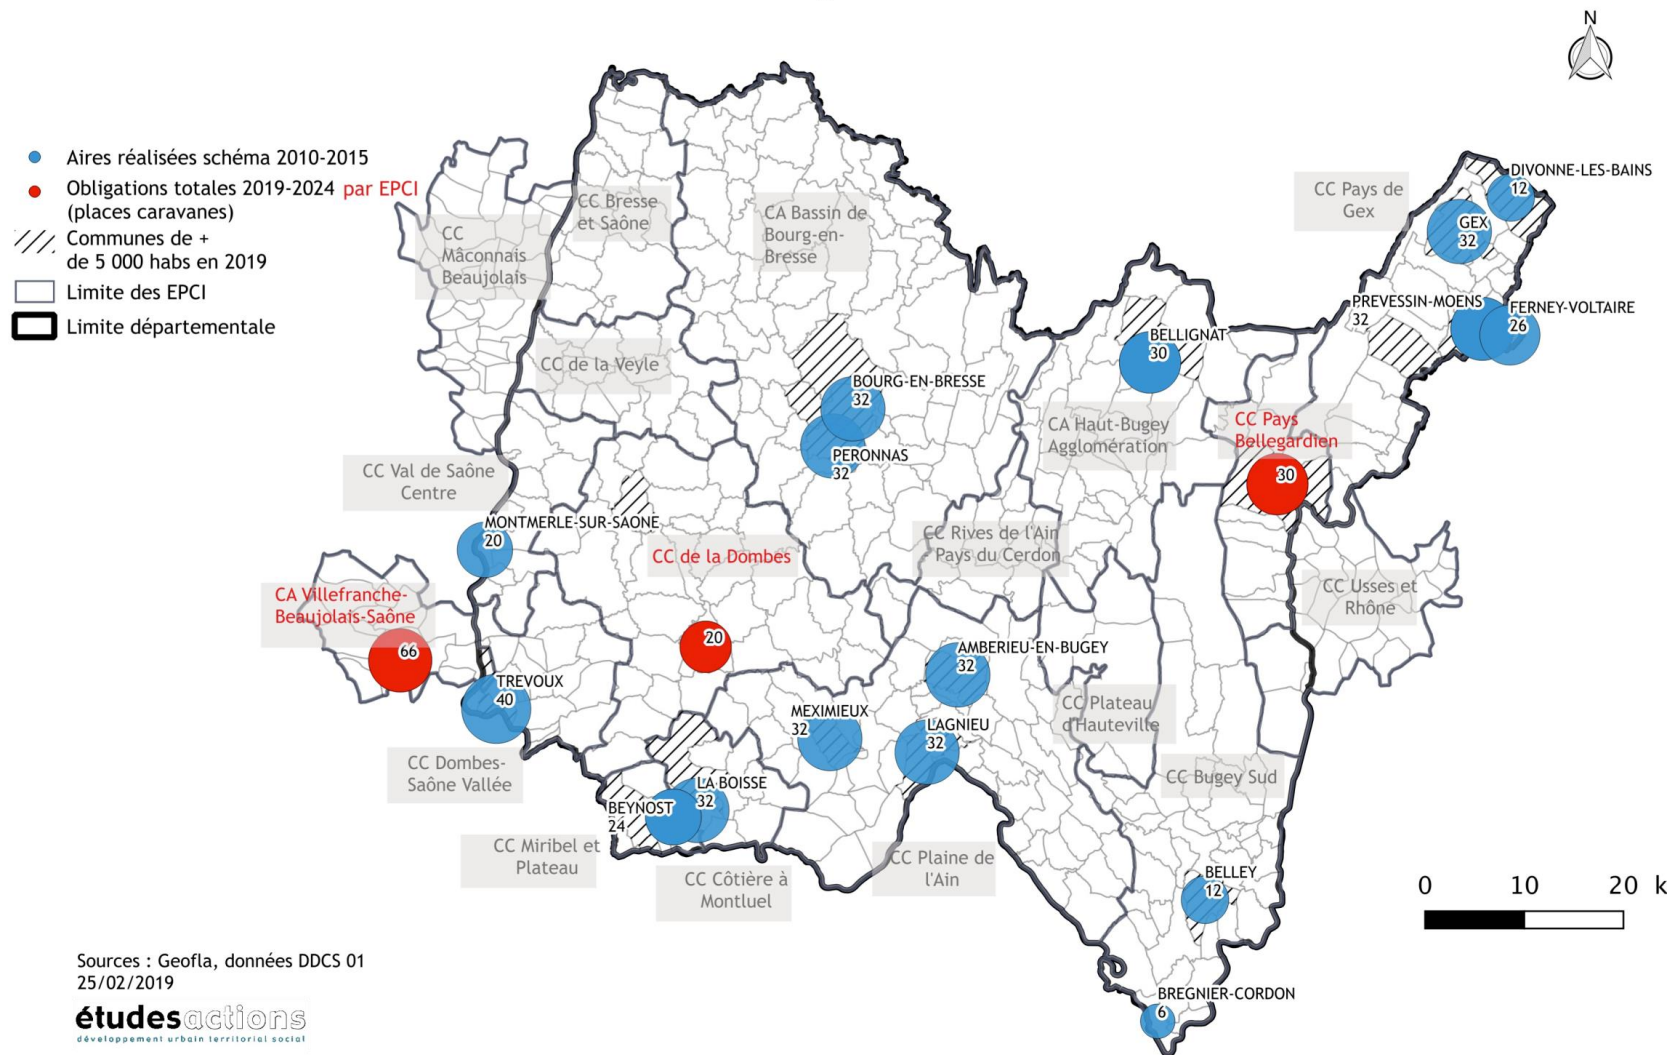 N
Aires réalisées schéma 2010-2015
Obligations totales 2019-2024 par EPCI
(places caravanes)
Communes de +
de 5 000 habs en 2019
Limite des EPCI
Limite départementale
CC
Mâconnais
Beaujolais
CC Bresse
et Saône
CA Bassin de
Bourg-en-
Bresse
CC Pays de
Gex
DIVONNE-LES-BAINS
12
GEX
32
PREVESSIN-MOENS
32
FERNEY-VOLTAIRE
26
BELLIGNAT
30
CC de la Veyle
BOURG-EN-BRESSE
32
PERONNAS
32
CA Haut-Bugey
Agglomération
CC Pays
Bellegardien
30
CC Val de Saône
Centre
MONTMERLE-SUR-SAONE
20
CC de la Dombes
20
CC Rives de l'Ain
- Pays du Cerdon
CC Usses et
Rhône
CA Villefranche-
Beaujolais-Saône
66
TREVOUX
40
AMBERIEU-EN-BUGEY
32
MEXIMIEUX
32
LAGNIEU
32
CC Plateau
d'Hauteville
CC Dombes-
Saône Vallée
CC Bugey Sud
LA BOISSE
32
BEYNOST
24
CC Miribel et
Plateau
CC Côtière à
Montluel
CC Plaine de
l'Ain
BELLEY
12
BREGNIER-CORDON
6
0 10 20 k
Sources : Geofla, données DDCS 01
25/02/2019
étudesactions
développement urbain territorial social